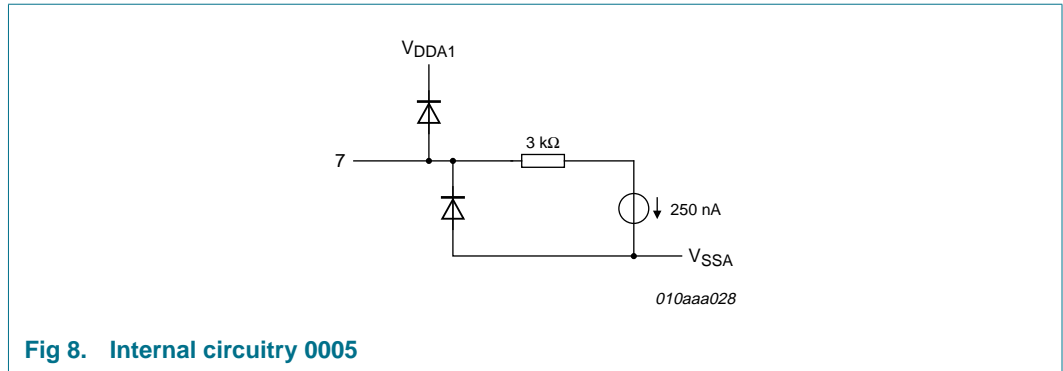 VDDA1
3 kΩ
7
250 nA
VSSA
010aaa028
Fig 8. Internal circuitry 0005